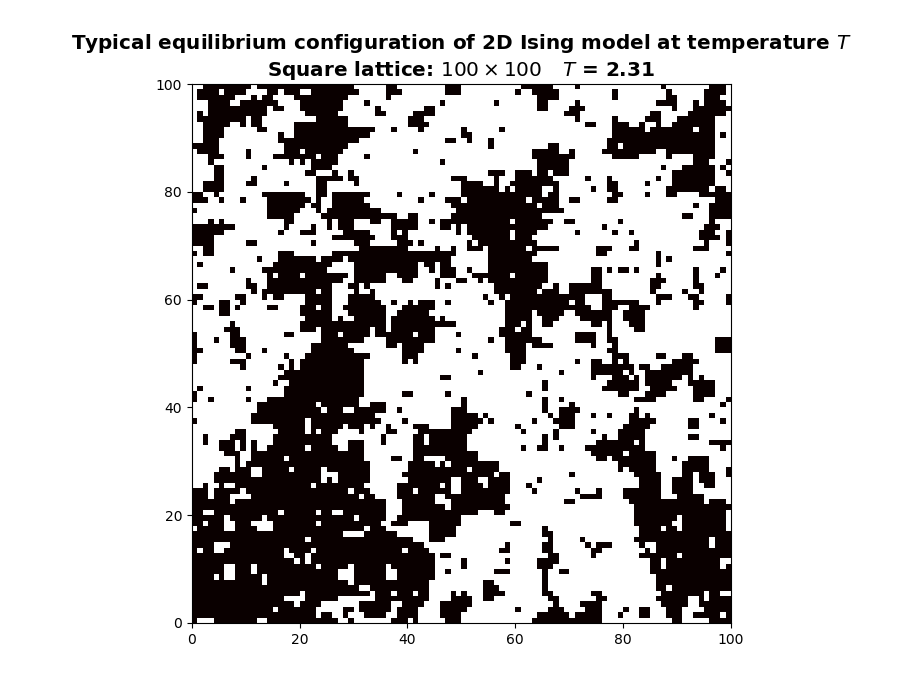 Typical equilibrium configuration of 2D Ising model at temperature T
Square lattice: 100 × 100 T = 2.31
100
80
60
40
20
0
0 20 40 60 80 100